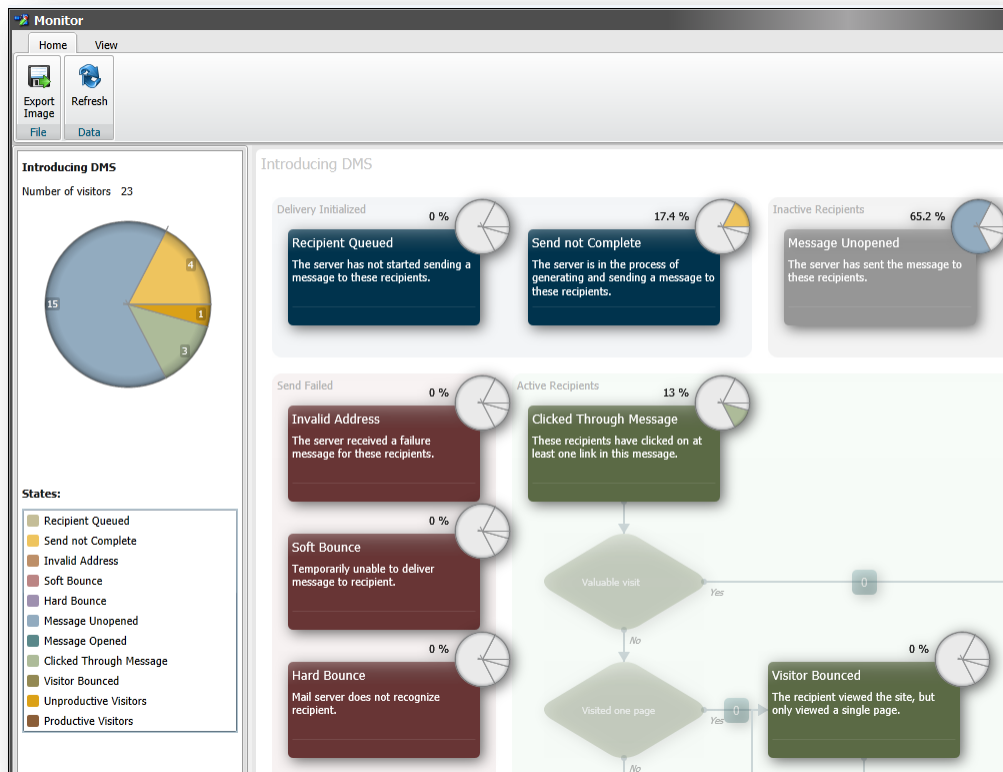 Monitor
Home
View
Export
Image
Refresh
File
Data
Introducing DMS
Number of visitors 23
4
15
1
3
States:
Recipient Queued
Send not Complete
Invalid Address
Soft Bounce
Hard Bounce
Message Unopened
Message Opened
Clicked Through Message
Visitor Bounced
Unproductive Visitors
Productive Visitors
Introducing DMS
Delivery Initialized
0 %
Recipient Queued
The server has not started sending a
message to these recipients.
17.4 %
Send not Complete
The server is in the process of
generating and sending a message to
these recipients.
Inactive Recipients
65.2 %
Message Unopened
The server has sent the message to
these recipients.
Send Failed
0 %
Invalid Address
The server received a failure
message for these recipients.
0 %
Soft Bounce
Temporarily unable to deliver
message to recipient.
0 %
Hard Bounce
Mail server does not recognize
recipient.
Active Recipients
13 %
Clicked Through Message
These recipients have clicked on at
least one link in this message.
Valuable visit
Yes
0
No
Visited one page
Yes
0
No
0 %
Visitor Bounced
The recipient viewed the site, but
only viewed a single page.